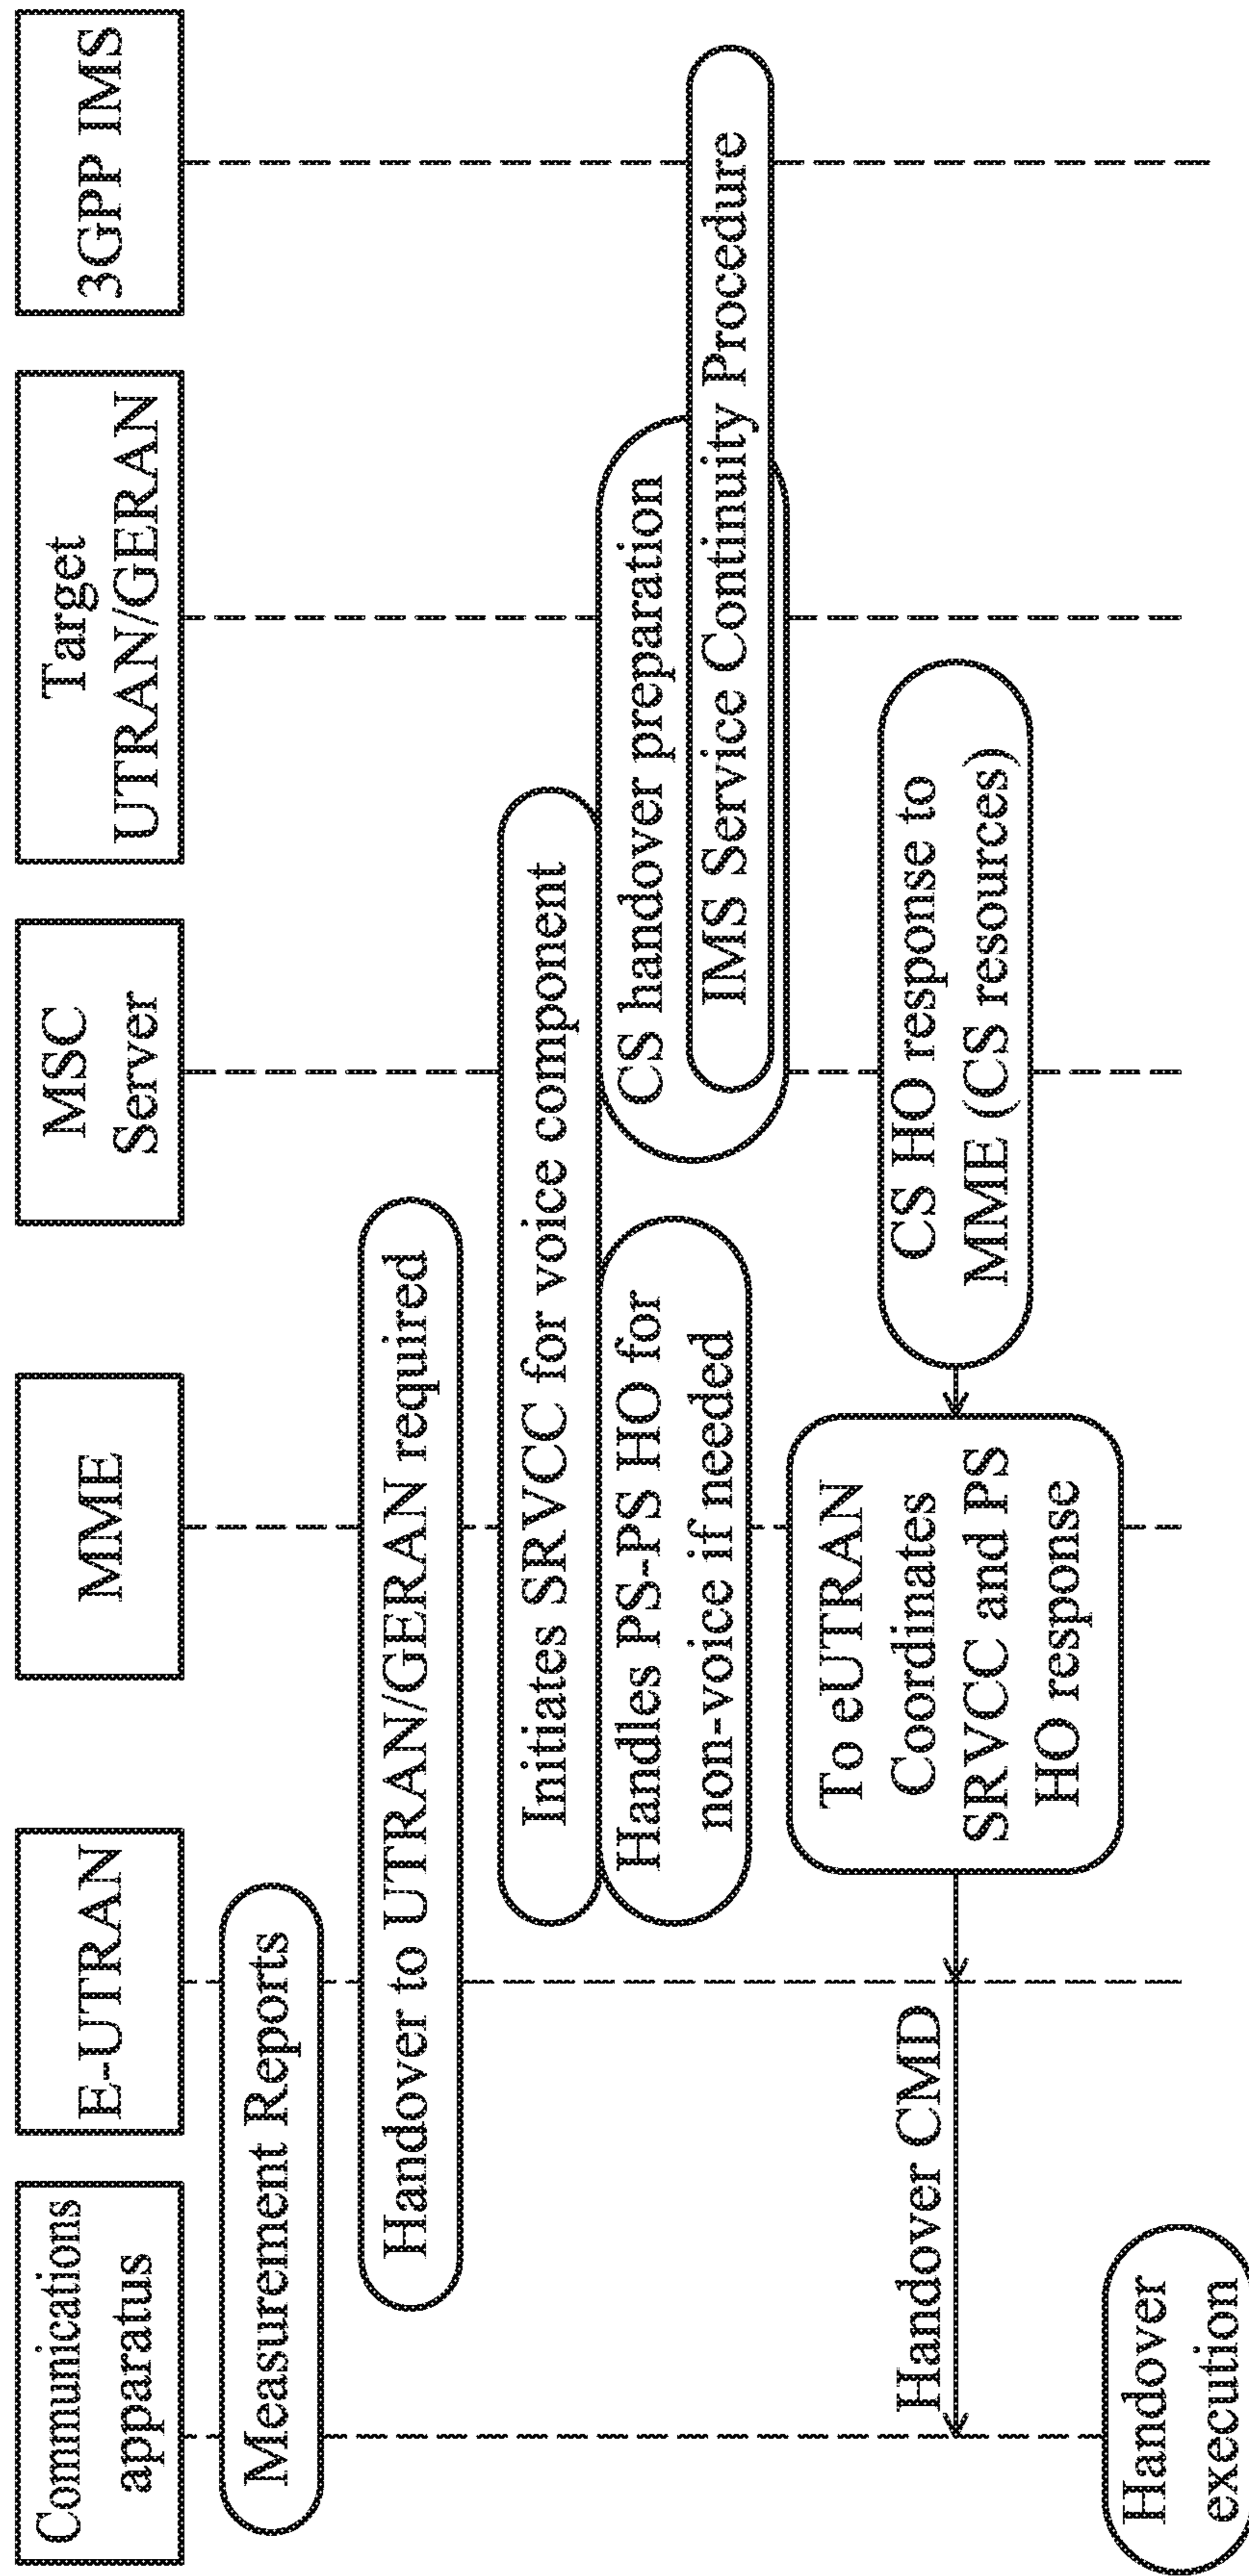 Communications
apparatus
E-UTRAN
MME
MSC
Server
Target
UTRAN/GERAN
3GPP IMS
Measurement Reports
Handover to UTRAN/GERAN required
Initiates SRVCC for voice component
Handles PS-PS HO for
non-voice if needed
CS handover preparation
IMS Service Continuity Procedure
CS HO response to
MME (CS resources)
To eUTRAN
Coordinates
SRVCC and PS
HO response
Handover CMD
Handover
execution